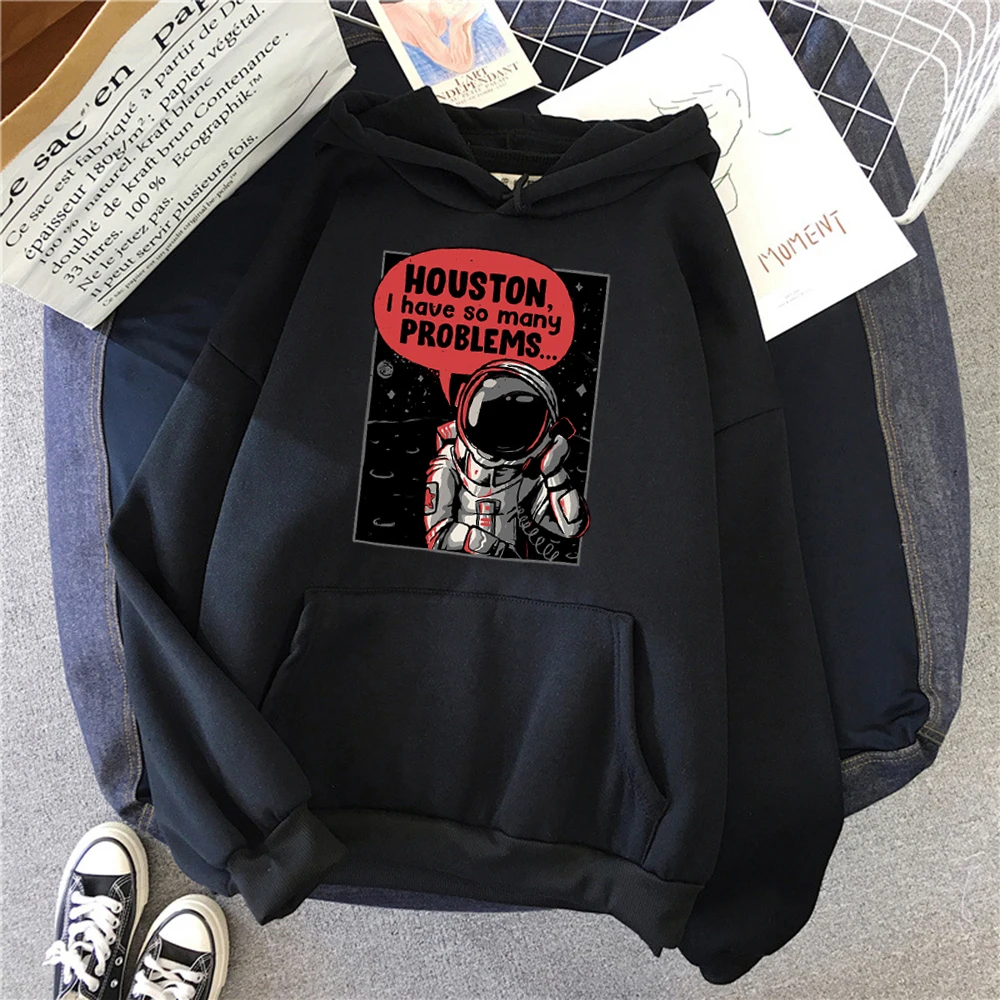 Le sac en pap
Ce sac est fabriqué à partir de
épaisseur 180g/m²; papier végétal.
100 % naturel. kraft blanc
doublé de kraft brun Contenance.
33 litres. 100 % Ecographik™
Ne le jetez pas.
il peut servir plusieurs fois.
L'ART
INDÉPENDANT
MOMENT
HOUSTON,
I have so many
PROBLEMS...